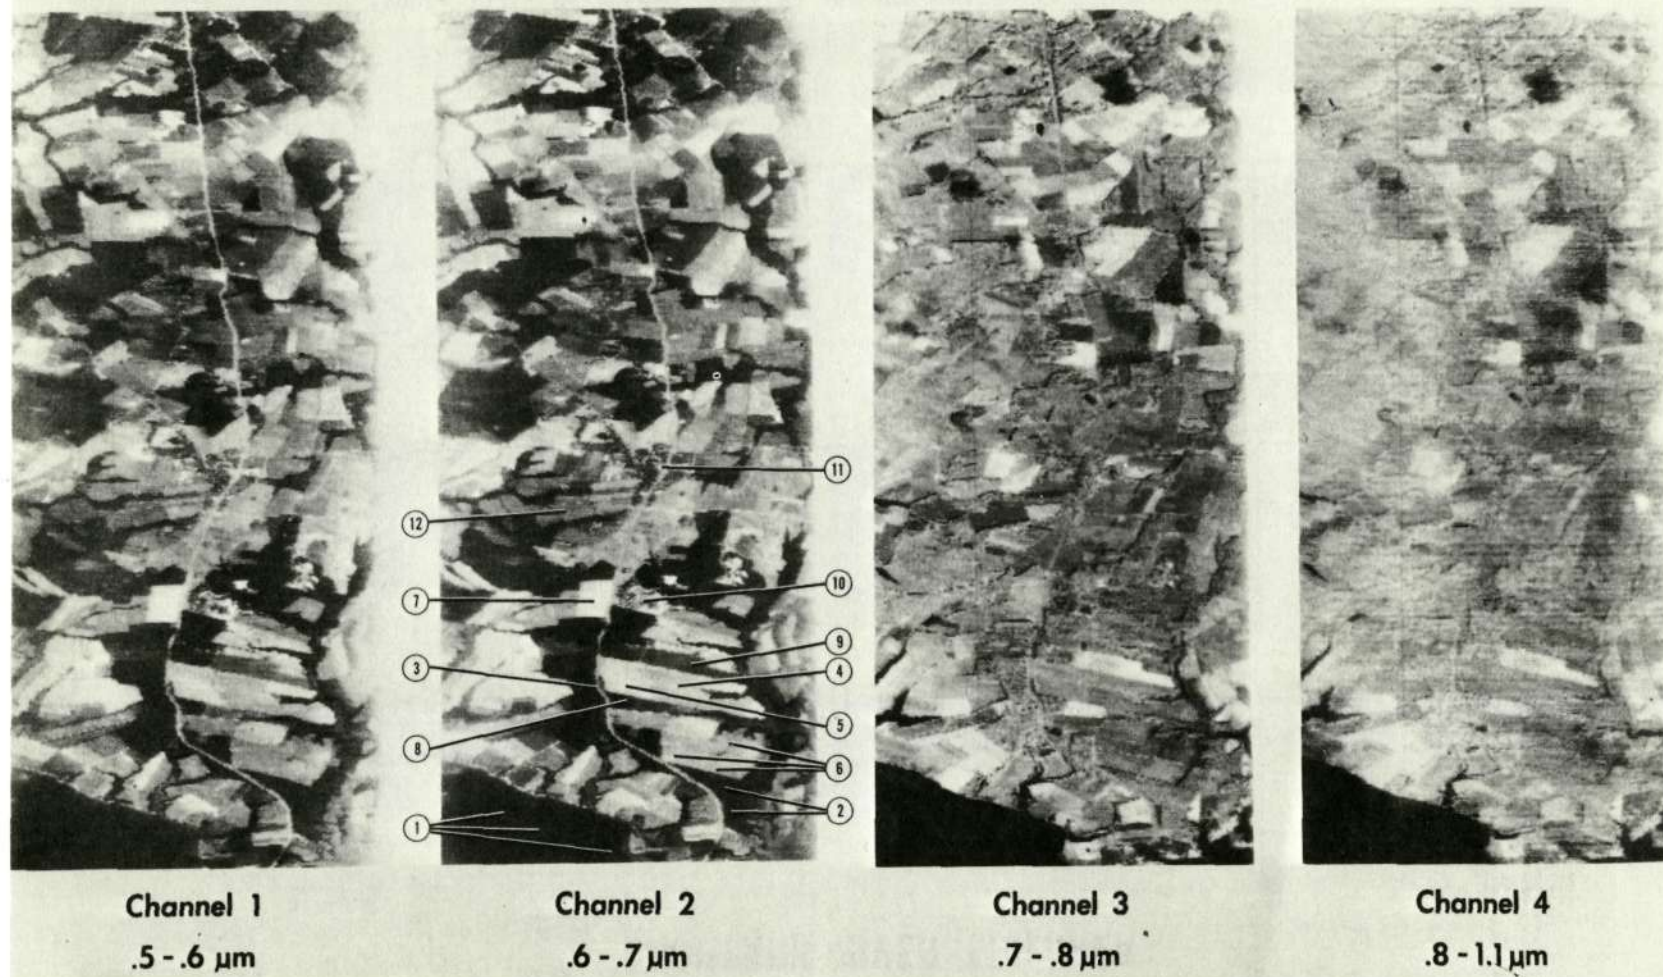 11
12
10
7
9
3
4
5
8
6
2
1
Channel 1
.5 - .6 µm
Channel 2
.6 - .7 µm
Channel 3
.7 - .8 µm
Channel 4
.8 - 1.1 µm